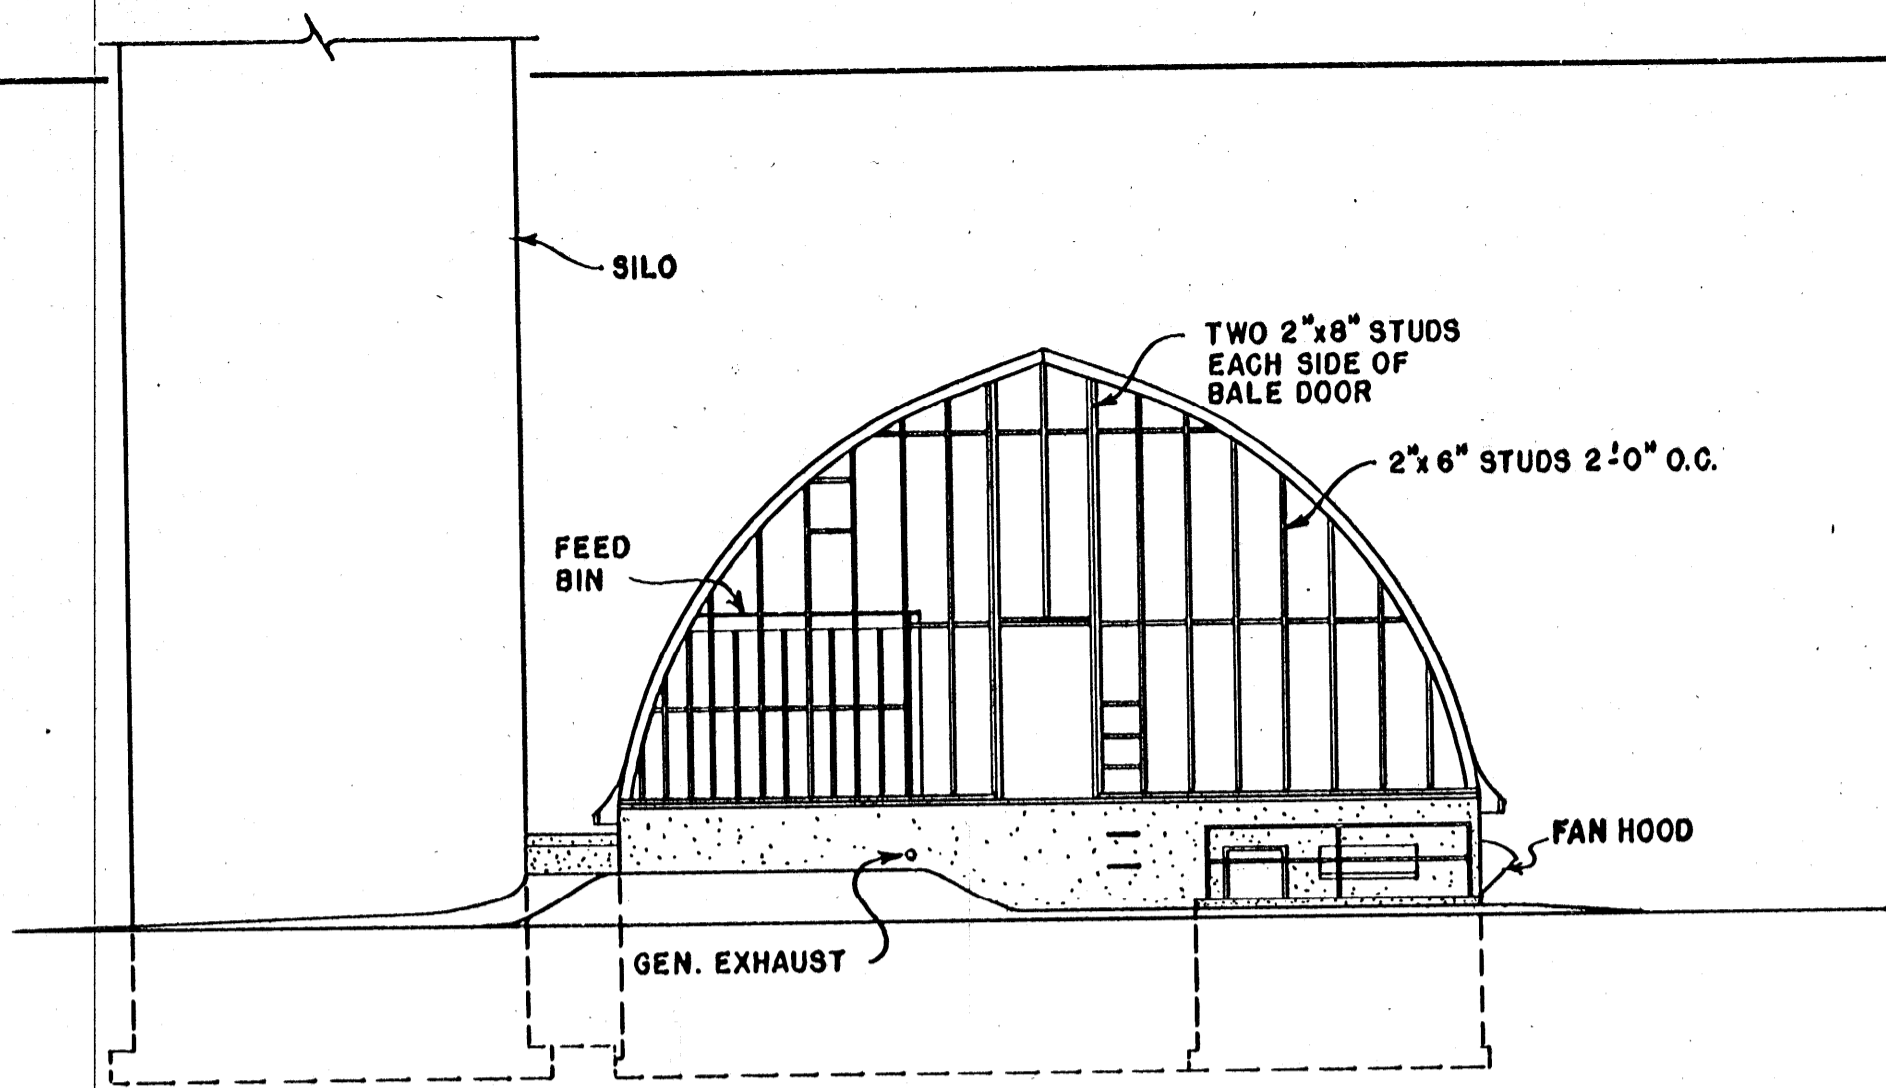 SILO
TWO 2"x8" STUDS
EACH SIDE OF
BALE DOOR
2"x 6" STUDS 2'-0" O.C.
FEED
BIN
FAN HOOD
GEN. EXHAUST